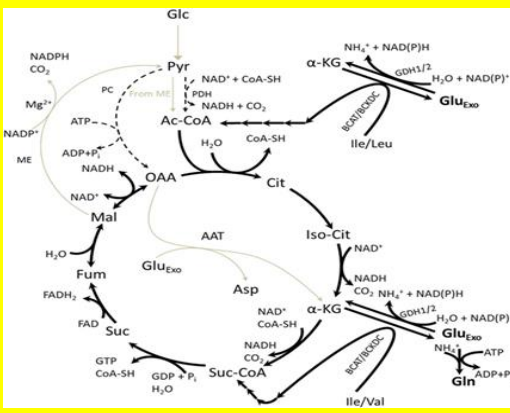 Glc
NADPH
CO₂
Pyr
Mg²⁺
PC
From ME
NAD⁺ + CoA-SH
PDH
NADH + CO₂
α-KG
NH₄⁺ + NAD(P)H
GDH1/2
H₂O + NAD(P)⁺
Glu_Exo
BCAT/BCKDC
Ile/Leu
NADP⁺
ME
ATP
ADP+Pᵢ
Ac-CoA
H₂O
CoA-SH
NADH
NAD⁺
OAA
Cit
Mal
Iso-Cit
H₂O
AAT
NAD⁺
Fum
Glu_Exo
Asp
NADH
CO₂
NH₄⁺ + NAD(P)H
GDH1/2
FADH₂
α-KG
H₂O + NAD(P)
Glu_Exo
FAD
Suc
NAD⁺
CoA-SH
NH₄⁺
ATP
NADH
CO₂
BCAT/BCKDC
ADP+P
Gln
GTP
CoA-SH
GDP + Pᵢ
H₂O
Suc-CoA
Ile/Val